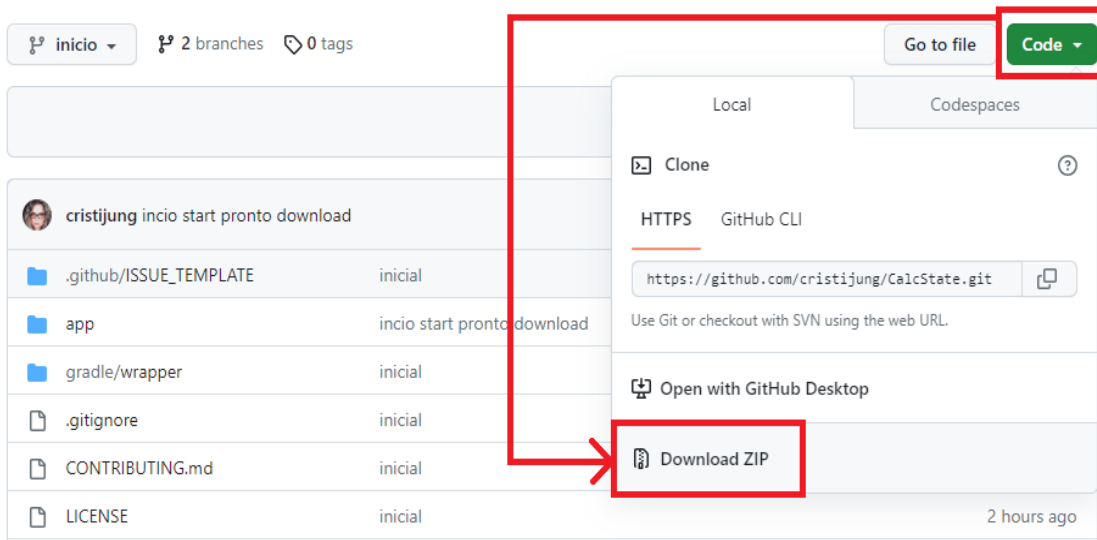 inicio 2 branches 0 tags Go to file Code
Local Codespaces
Clone
HTTPS GitHub CLI
https://github.com/cristijung/CalcState.git
Use Git or checkout with SVN using the web URL.
Open with GitHub Desktop
Download ZIP
cristijung incio start pronto download
.github/ISSUE_TEMPLATE inicial
app incio start pronto download
gradle/wrapper inicial
.gitignore inicial
CONTRIBUTING.md inicial
LICENSE inicial 2 hours ago